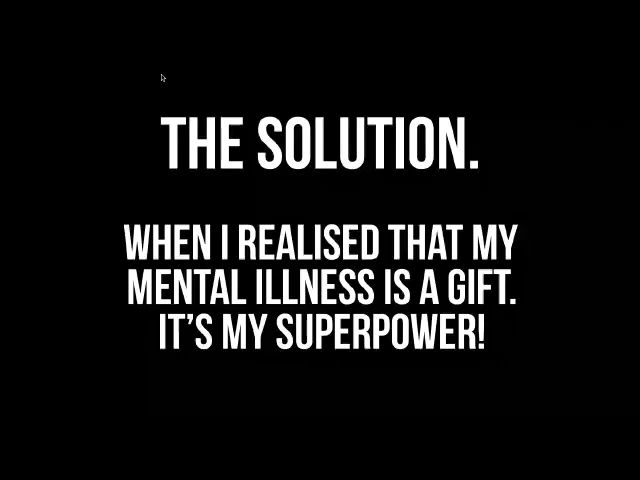 THE SOLUTION.
WHEN I REALISED THAT MY
MENTAL ILLNESS IS A GIFT.
IT’S MY SUPERPOWER!